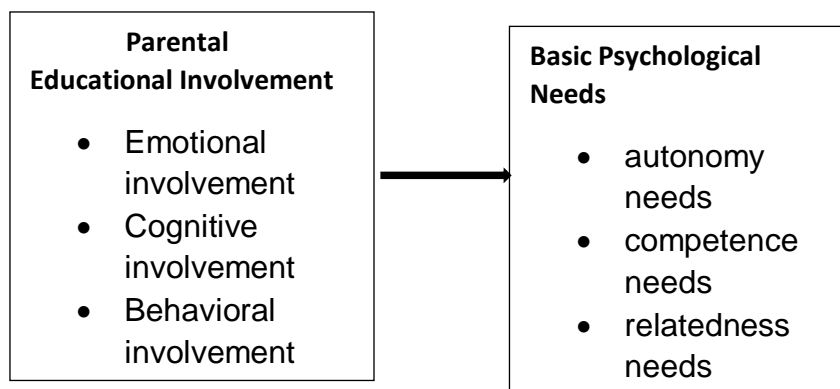 Parental
Educational Involvement
• Emotional
involvement
• Cognitive
involvement
• Behavioral
involvement
Basic Psychological
Needs
• autonomy
needs
• competence
needs
• relatedness
needs